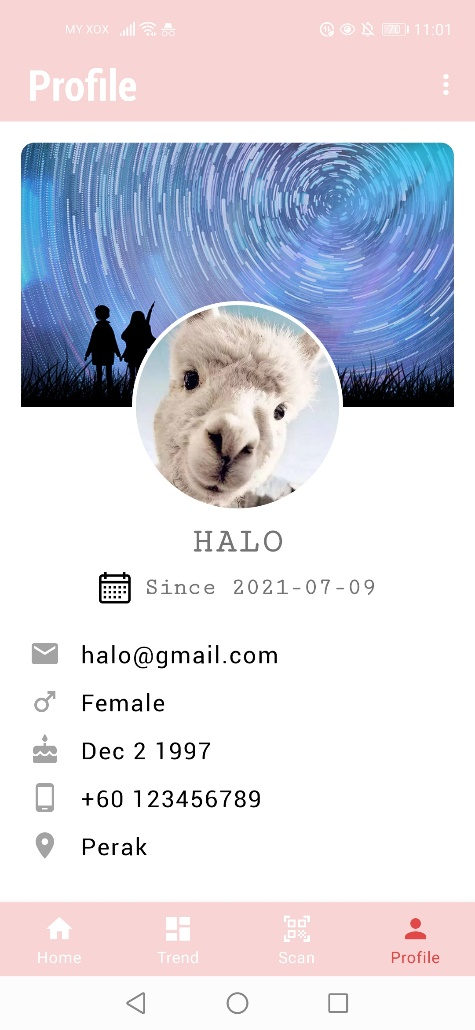 MY XOX 11:01
Profile
HALO
Since 2021-07-09
halo@gmail.com
Female
Dec 2 1997
+60 123456789
Perak
Home Trend Scan Profile